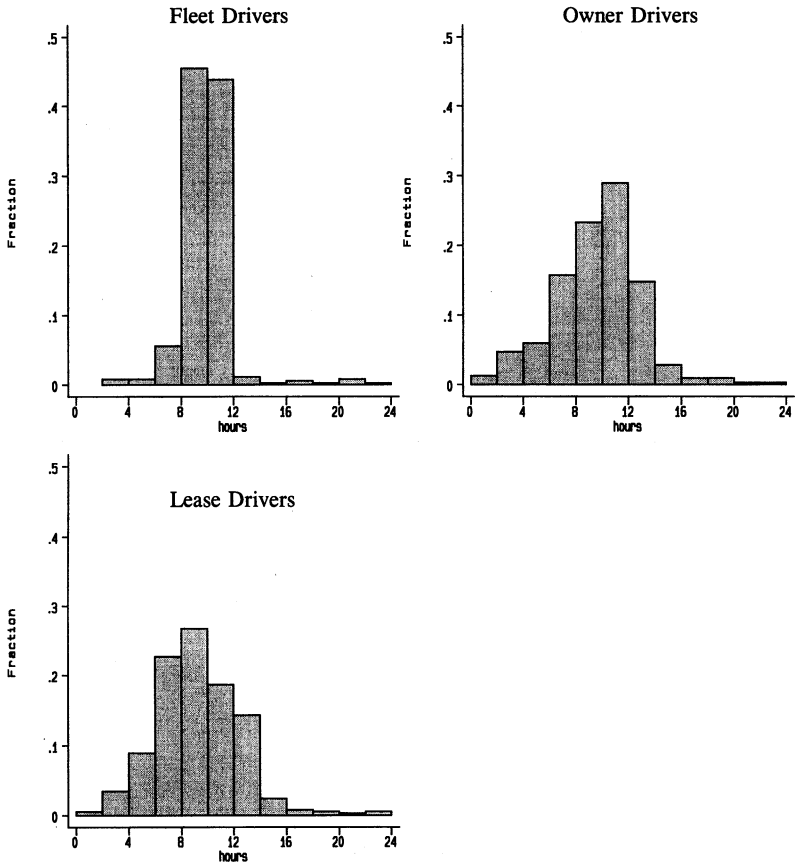 Fleet Drivers
.5
.4
.3
.2
.1
0
Fraction
0 4 8 12 16 20 24
hours
Owner Drivers
.5
.4
.3
.2
.1
0
Fraction
0 4 8 12 16 20 24
hours
Lease Drivers
.5
.4
.3
.2
.1
0
Fraction
0 4 8 12 16 20 24
hours